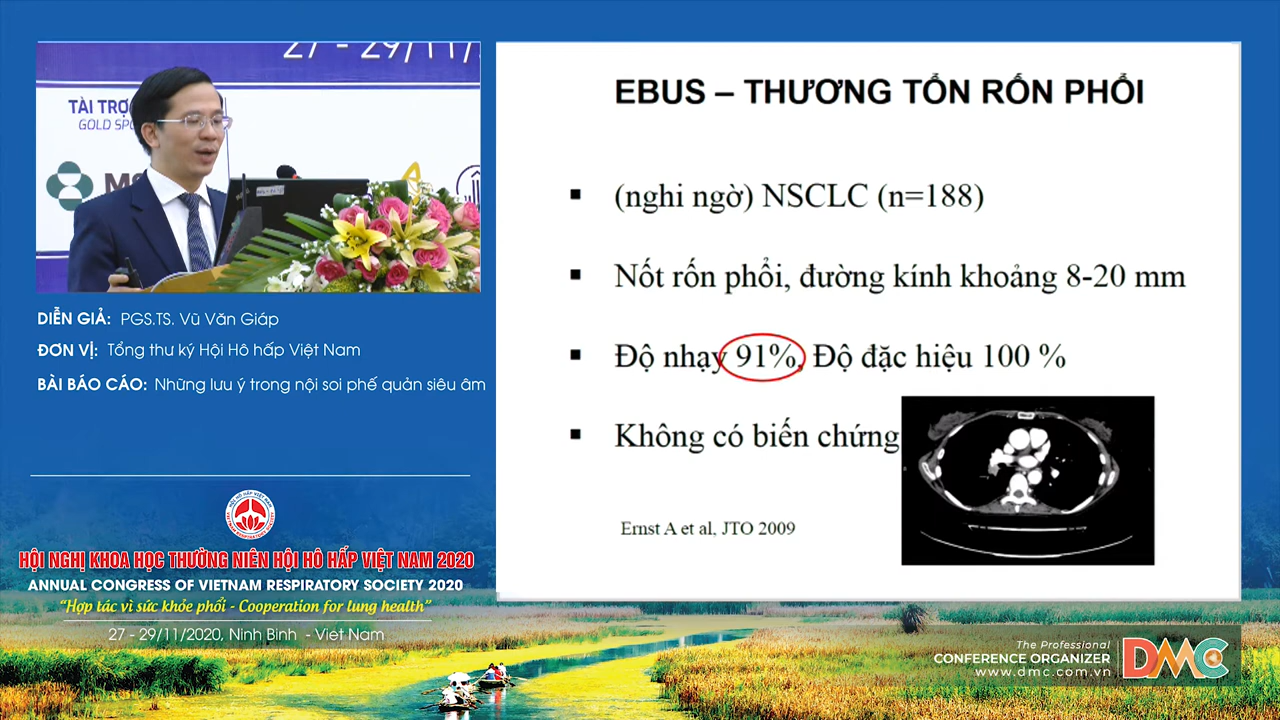 27 - 29/11/
TÀI TRỢ
GOLD SPO
DIỄN GIẢ: PGS.TS. Vũ Văn Giáp
ĐƠN VỊ: Tổng thư ký Hội Hô hấp Việt Nam
BÀI BÁO CÁO: Những lưu ý trong nội soi phế quản siêu âm
HỘI NGHỊ KHOA HỌC THƯỜNG NIÊN HỘI HÔ HẤP VIỆT NAM 2020
ANNUAL CONGRESS OF VIETNAM RESPIRATORY SOCIETY 2020
“Hợp tác vì sức khỏe phổi - Cooperation for lung health”
27 - 29/11/2020, Ninh Bình - Việt Nam
EBUS – THƯƠNG TỔN RỐN PHỔI
▪ (nghi ngờ) NSCLC (n=188)
▪ Nốt rốn phổi, đường kính khoảng 8-20 mm
▪ Độ nhạy 91%, Độ đặc hiệu 100 %
▪ Không có biến chứng
Ernst A et al, JTO 2009
The Professional
CONFERENCE ORGANIZER
www.dmc.com.vn
DMC